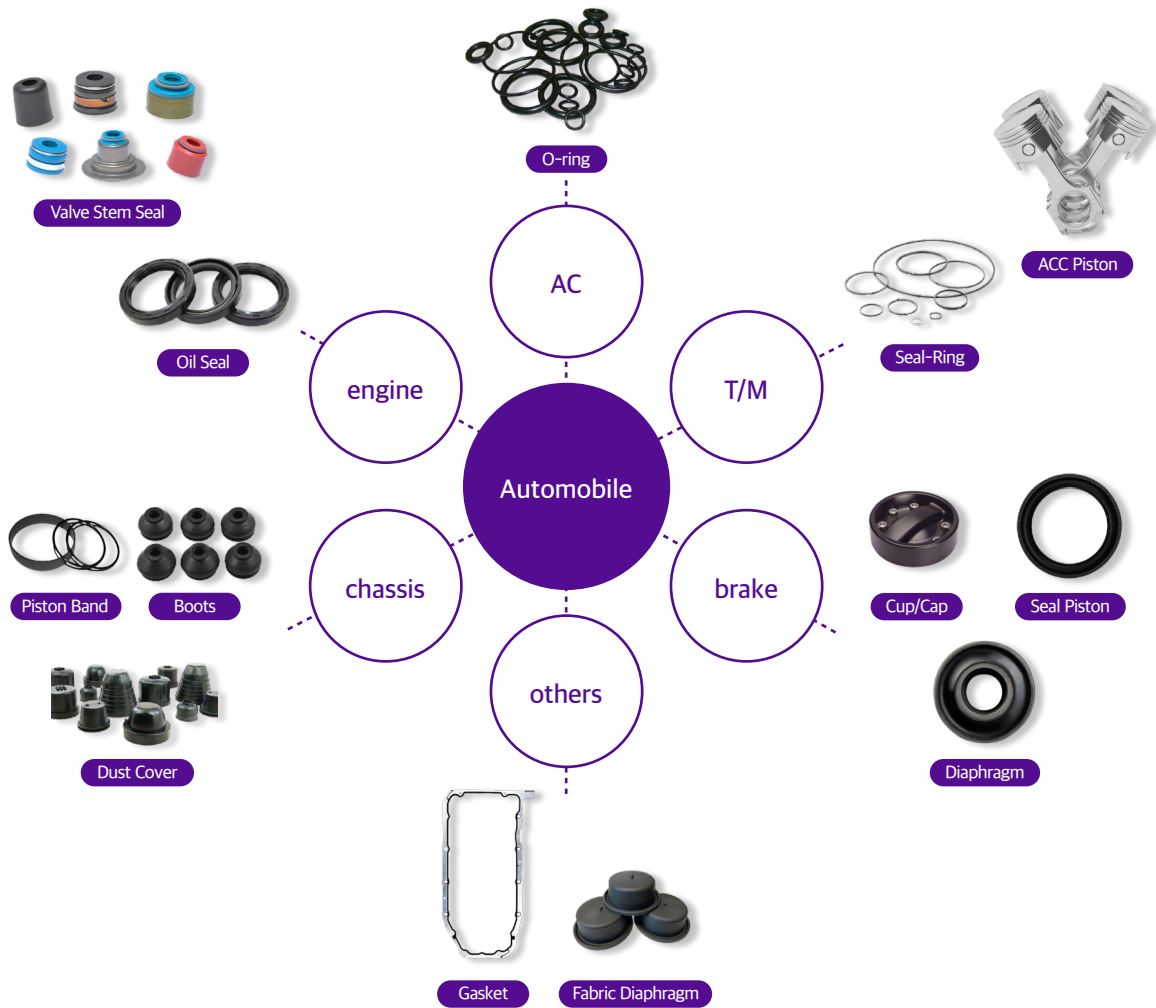 O-ring
Valve Stem Seal
ACC Piston
AC
Oil Seal
Seal-Ring
engine
T/M
Automobile
chassis
brake
Piston Band
Boots
Cup/Cap
Seal Piston
others
Dust Cover
Diaphragm
Gasket
Fabric Diaphragm